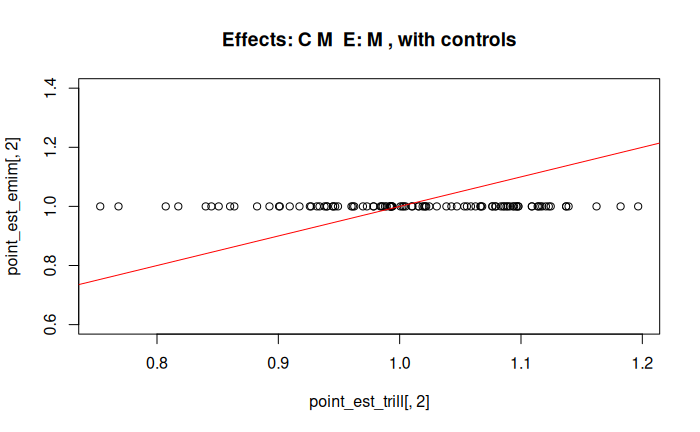 Effects: C M  E: M , with controls
1.4
1.2
1.0
0.8
0.6
point_est_emim[, 2]
0.8 0.9 1.0 1.1 1.2
point_est_trill[, 2]